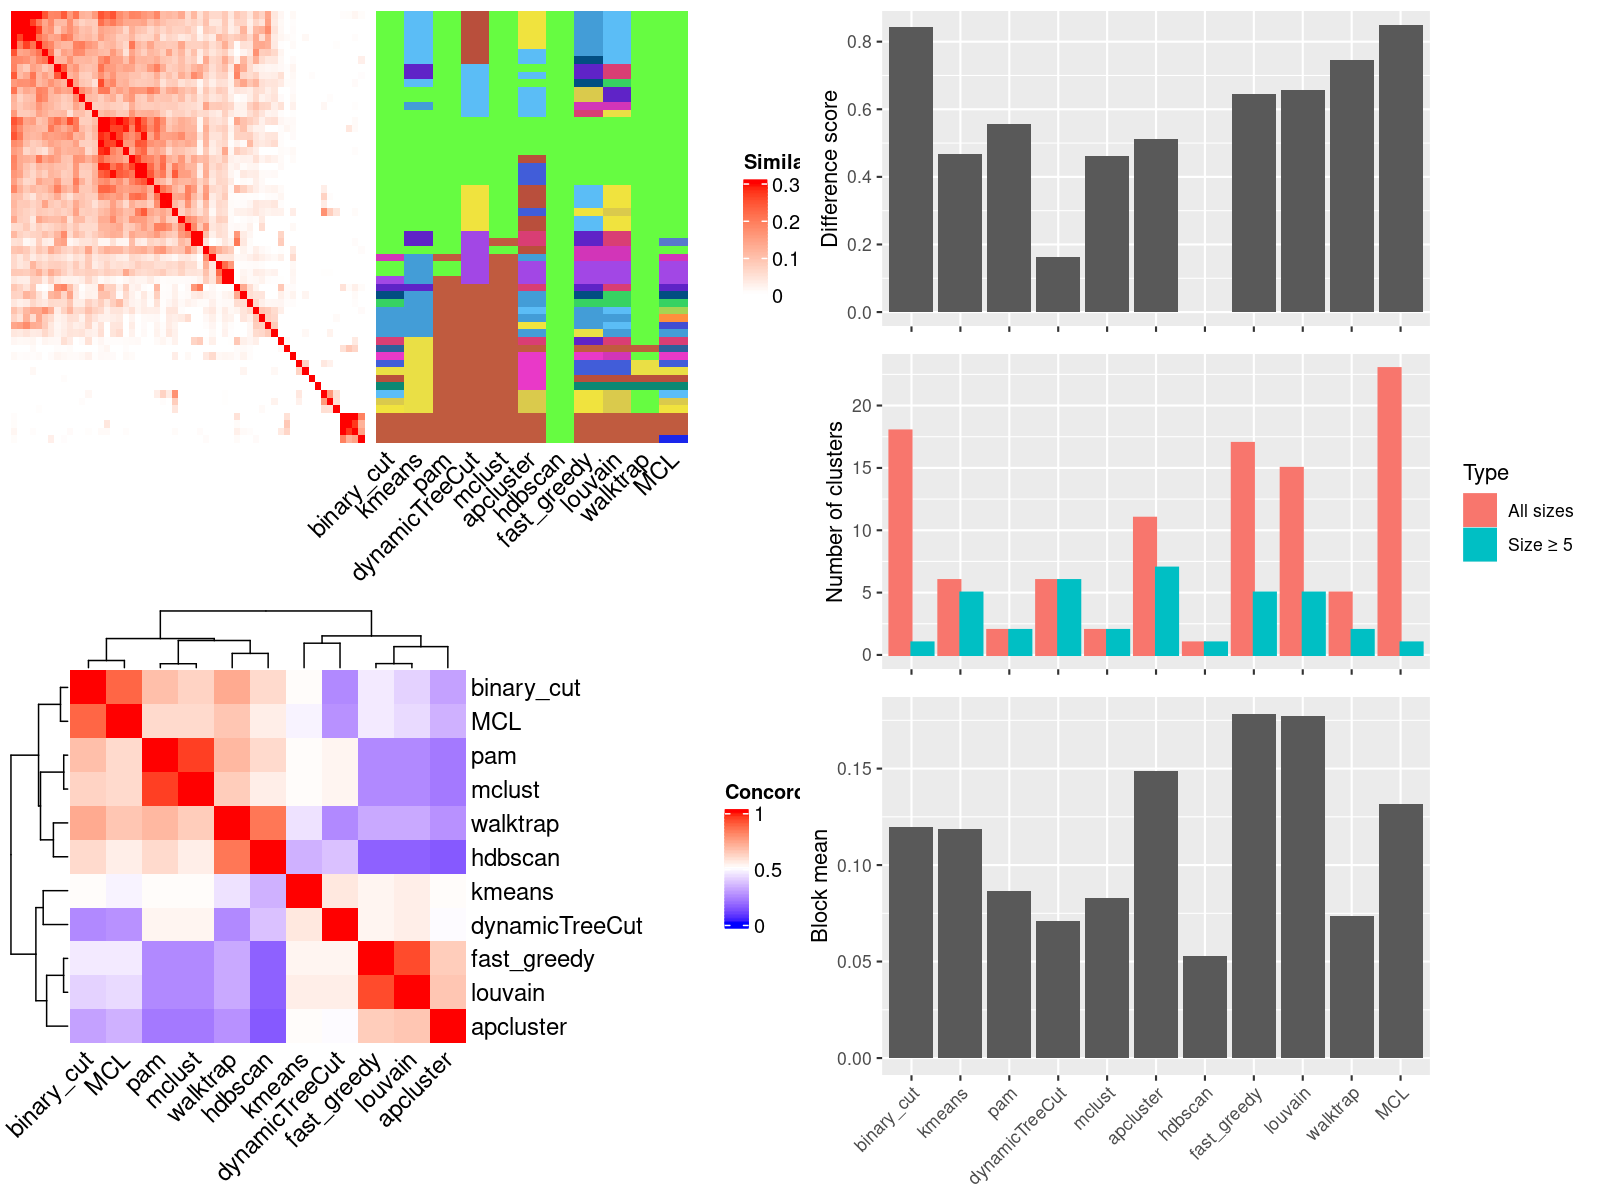 Simila
0.3
0.2
0.1
0
binary_cut
kmeans
pam
dynamicTreeCut
mclust
apcluster
hdbscan
fast_greedy
louvain
walktrap
MCL
binary_cut
MCL
pam
mclust
walktrap
hdbscan
kmeans
dynamicTreeCut
fast_greedy
louvain
apcluster
binary_cut
MCL
pam
mclust
walktrap
hdbscan
kmeans
dynamicTreeCut
fast_greedy
louvain
apcluster
Concord
1
0.5
0
Difference score
0.8
0.6
0.4
0.2
0.0
Number of clusters
20
15
10
5
0
Type
All sizes
Size ≥ 5
Block mean
0.15
0.10
0.05
0.00
binary_cut
kmeans
pam
dynamicTreeCut
mclust
apcluster
hdbscan
fast_greedy
louvain
walktrap
MCL